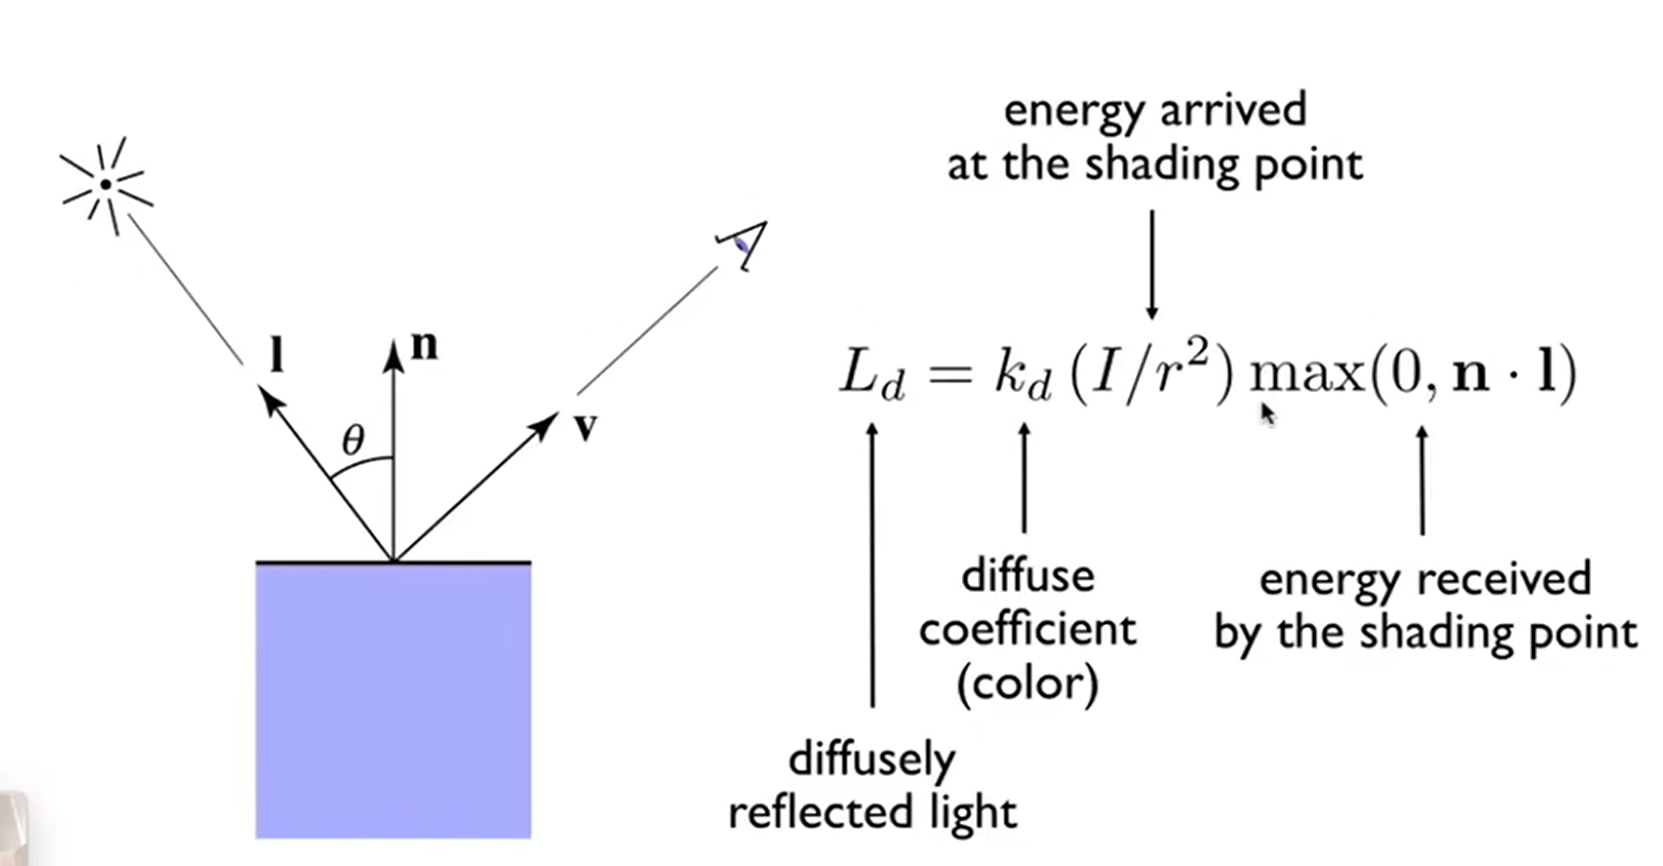 energy arrived
at the shading point
l
n
θ
v
L_d = k_d (I/r²) max(0, n · l)
diffuse
coefficient
(color)
energy received
by the shading point
diffusely
reflected light